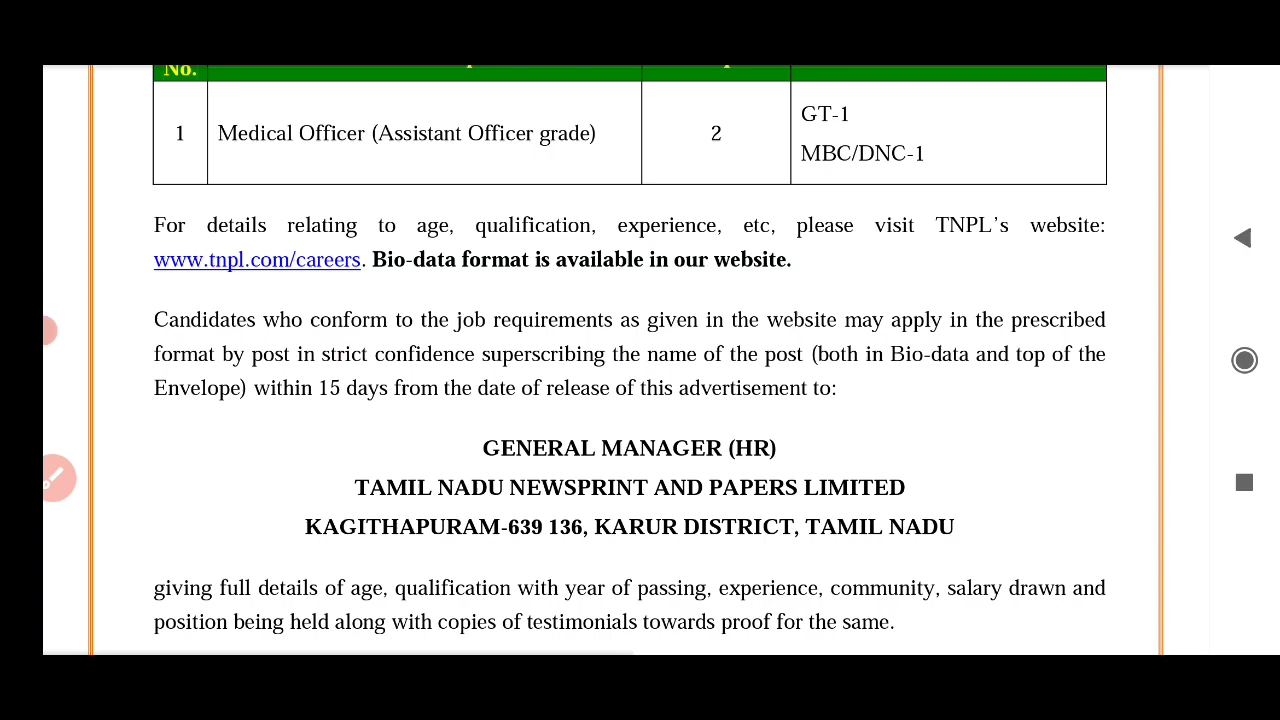 No.
1 Medical Officer (Assistant Officer grade) 2 GT-1
MBC/DNC-1
For details relating to age, qualification, experience, etc, please visit TNPL's website:
www.tnpl.com/careers. Bio-data format is available in our website.
Candidates who conform to the job requirements as given in the website may apply in the prescribed
format by post in strict confidence superscribing the name of the post (both in Bio-data and top of the
Envelope) within 15 days from the date of release of this advertisement to:
GENERAL MANAGER (HR)
TAMIL NADU NEWSPRINT AND PAPERS LIMITED
KAGITHAPURAM-639 136, KARUR DISTRICT, TAMIL NADU
giving full details of age, qualification with year of passing, experience, community, salary drawn and
position being held along with copies of testimonials towards proof for the same.